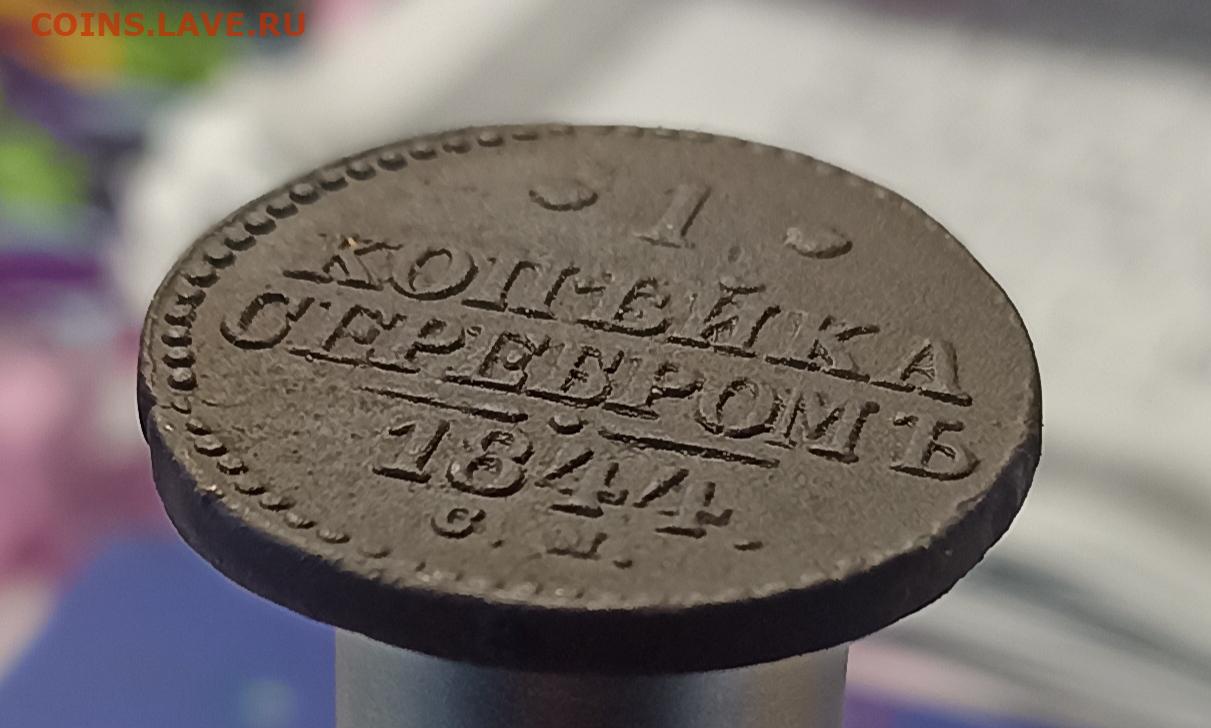 COINS.LAVE.RU
1
КОПѢЙКА
СЕРЕБРОМЪ
1844.
С. М.